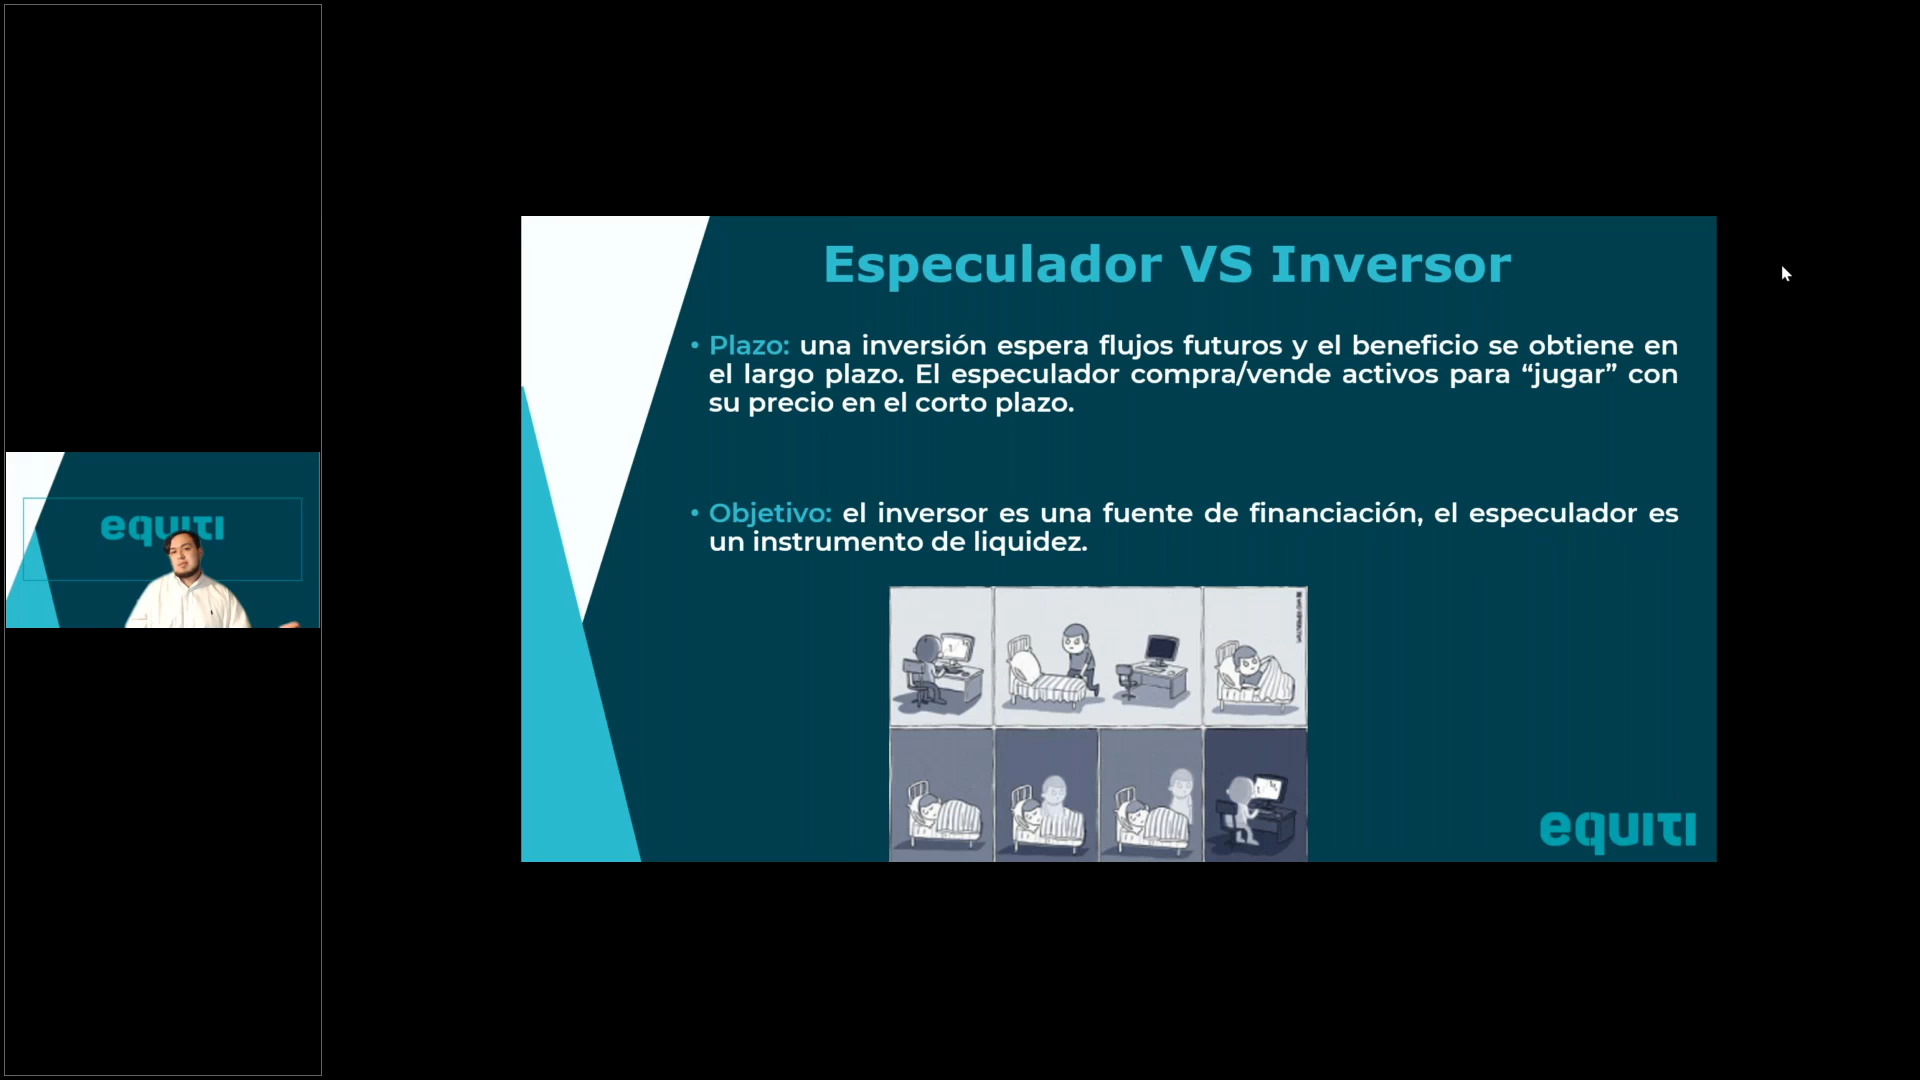 equiti
Especulador VS Inversor
• Plazo: una inversión espera flujos futuros y el beneficio se obtiene en
el largo plazo. El especulador compra/vende activos para “jugar” con
su precio en el corto plazo.
• Objetivo: el inversor es una fuente de financiación, el especulador es
un instrumento de liquidez.
equiti